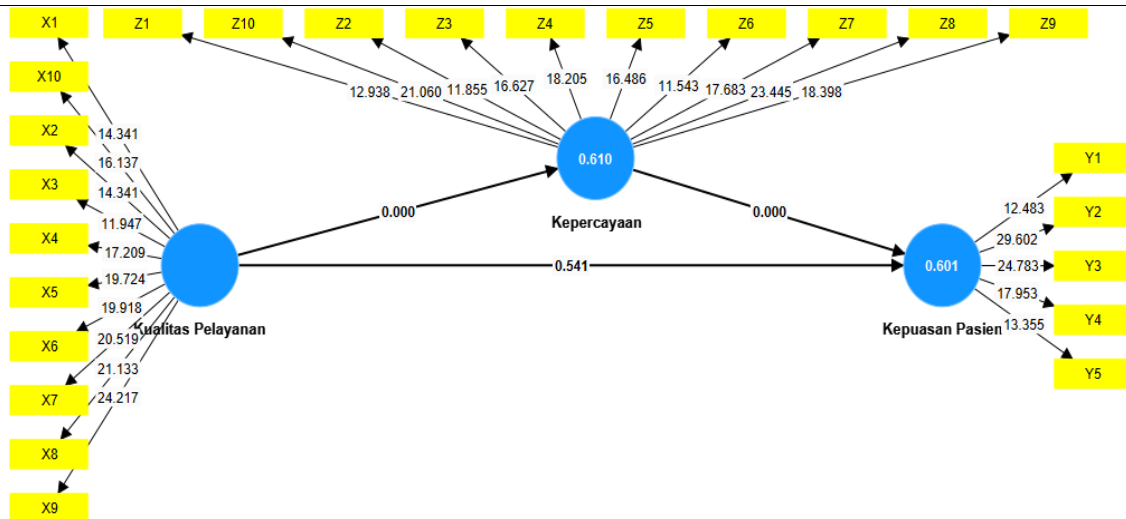 X1
Z1
Z10
Z2
Z3
Z4
Z5
Z6
Z7
Z8
Z9
X10
X2
X3
X4
X5
X6
X7
X8
X9
12.938
21.060
11.855
16.627
18.205
16.486
11.543
17.683
23.445
18.398
14.341
16.137
14.341
11.947
17.209
19.724
19.918
20.519
21.133
24.217
0.610
Kepercayaan
0.000
0.000
0.541
Kualitas Pelayanan
0.601
Kepuasan Pasien
12.483
29.602
24.783
17.953
13.355
Y1
Y2
Y3
Y4
Y5